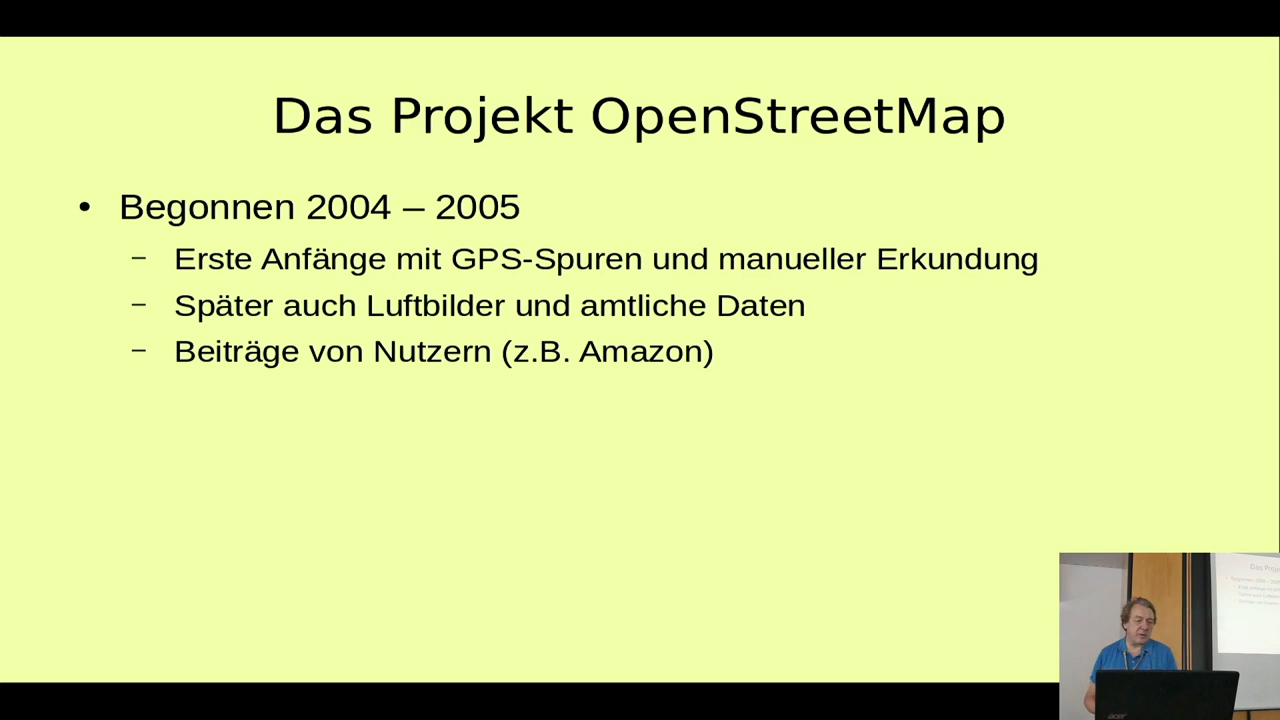 Das Projekt OpenStreetMap
• Begonnen 2004 – 2005
– Erste Anfänge mit GPS-Spuren und manueller Erkundung
– Später auch Luftbilder und amtliche Daten
– Beiträge von Nutzern (z.B. Amazon)
acer